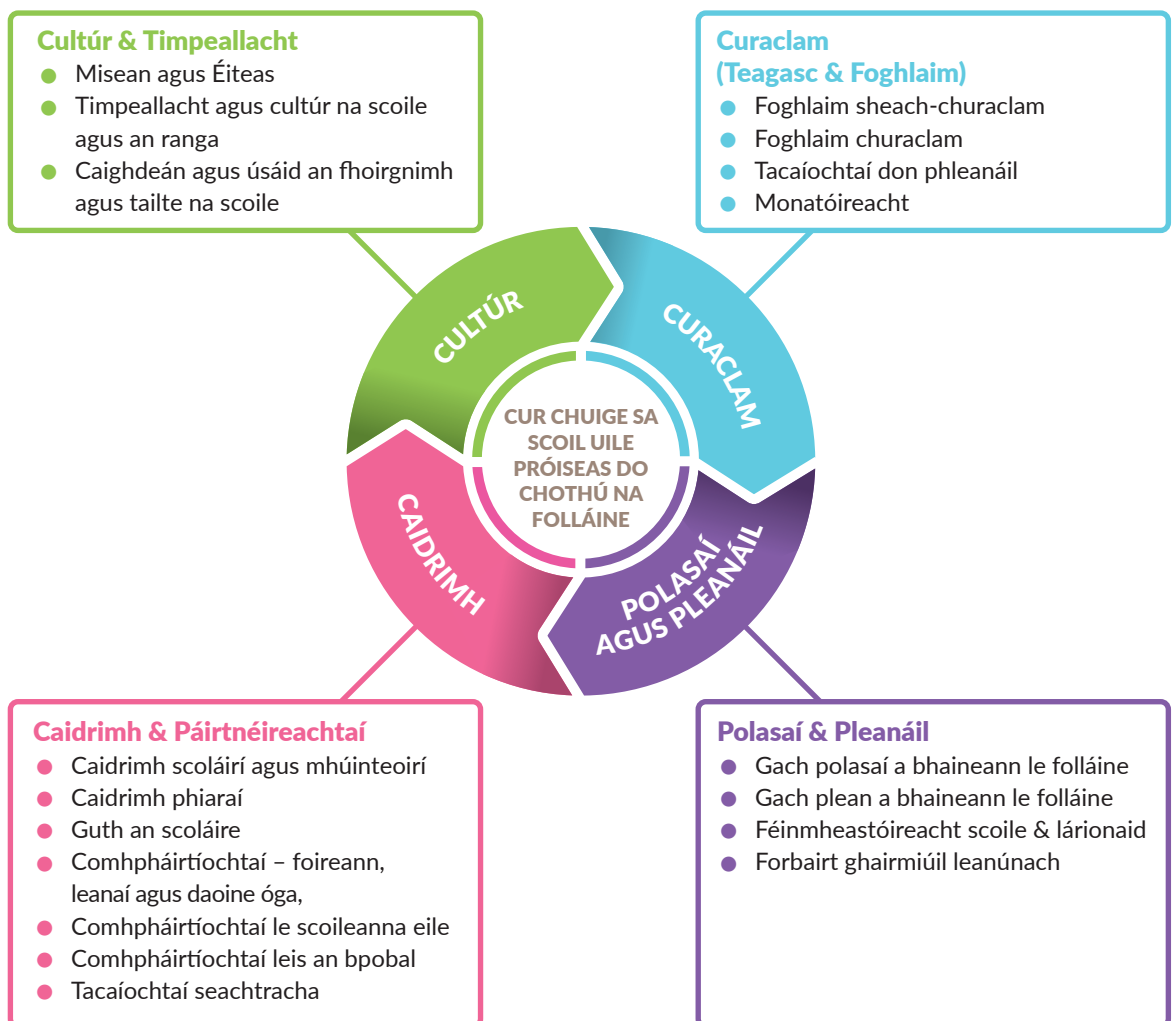 Cultúr & Timpeallacht
Misean agus Éiteas
Timpeallacht agus cultúr na scoile
agus an ranga
Caighdeán agus úsáid an fhoirgnimh
agus tailte na scoile
Curaclam
(Teagasc & Foghlaim)
Foghlaim sheach-churaclam
Foghlaim churaclam
Tacaíochtaí don phleanáil
Monatóireacht
CULTÚR
CURACLAM
CUR CHUIGE SA
SCOIL UILE
PRÓISEAS DO
CHOTHÚ NA
FOLLÁINE
CAIDRIMH
POLASAÍ
AGUS PLEANÁIL
Caidrimh & Páirtnéireachtaí
Caidrimh scoláirí agus mhúinteoirí
Caidrimh phiaraí
Guth an scoláire
Comhpháirtíochtaí – foireann,
leanaí agus daoine óga,
Comhpháirtíochtaí le scoileanna eile
Comhpháirtíochtaí leis an bpobal
Tacaíochtaí seachtracha
Polasaí & Pleanáil
Gach polasaí a bhaineann le folláine
Gach plean a bhaineann le folláine
Féinmheastóireacht scoile & lárionaid
Forbairt ghairmiúil leanúnach